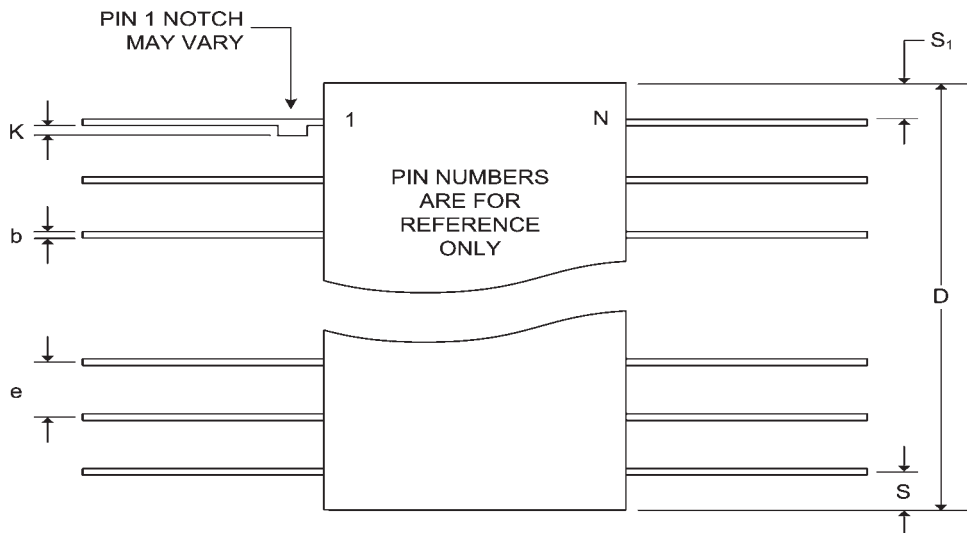 PIN 1 NOTCH
MAY VARY
S₁
K
1
N
PIN NUMBERS
ARE FOR
REFERENCE
ONLY
b
D
e
S